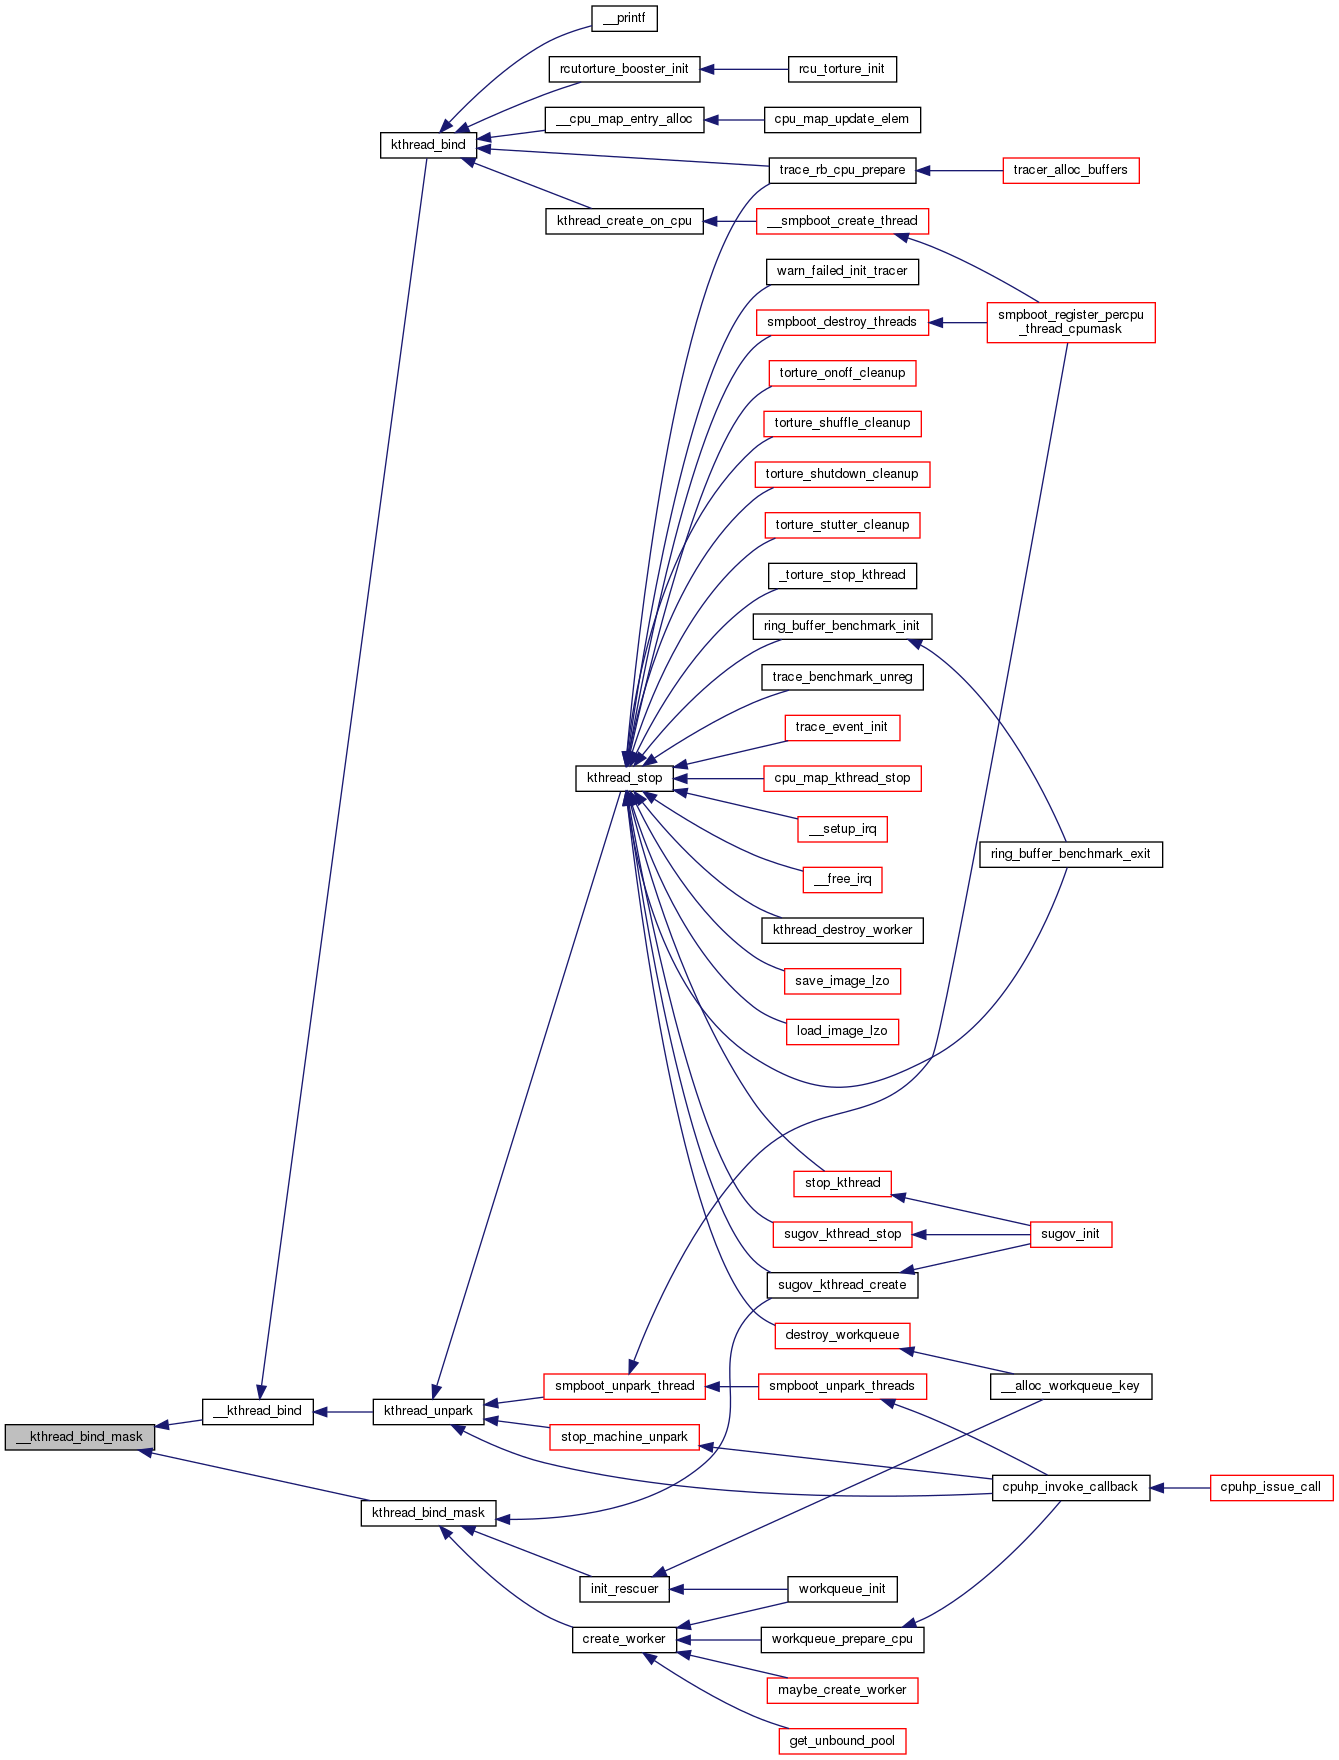 __printf
rcutorture_booster_init
rcu_torture_init
__cpu_map_entry_alloc
cpu_map_update_elem
kthread_bind
trace_rb_cpu_prepare
tracer_alloc_buffers
kthread_create_on_cpu
__smpboot_create_thread
warn_failed_init_tracer
smpboot_destroy_threads
smpboot_register_percpu
_thread_cpumask
torture_onoff_cleanup
torture_shuffle_cleanup
torture_shutdown_cleanup
torture_stutter_cleanup
_torture_stop_kthread
ring_buffer_benchmark_init
trace_benchmark_unreg
trace_event_init
kthread_stop
cpu_map_kthread_stop
__setup_irq
ring_buffer_benchmark_exit
__free_irq
kthread_destroy_worker
save_image_lzo
load_image_lzo
stop_kthread
sugov_kthread_stop
sugov_init
sugov_kthread_create
destroy_workqueue
smpboot_unpark_thread
smpboot_unpark_threads
__alloc_workqueue_key
__kthread_bind
kthread_unpark
__kthread_bind_mask
stop_machine_unpark
cpuhp_invoke_callback
cpuhp_issue_call
kthread_bind_mask
init_rescuer
workqueue_init
create_worker
workqueue_prepare_cpu
maybe_create_worker
get_unbound_pool